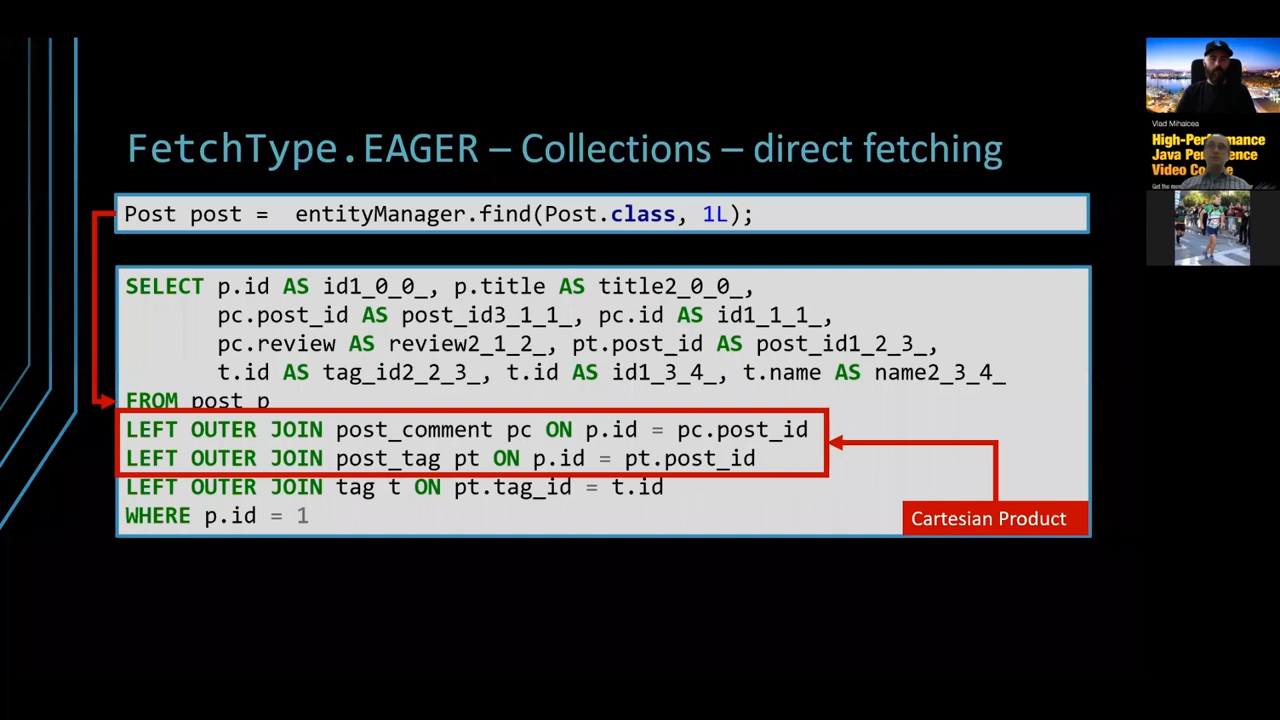 FetchType.EAGER – Collections – direct fetching
Post post =  entityManager.find(Post.class, 1L);
SELECT p.id AS id1_0_0_, p.title AS title2_0_0_,
pc.post_id AS post_id3_1_1_, pc.id AS id1_1_1_,
pc.review AS review2_1_2_, pt.post_id AS post_id1_2_3_,
t.id AS tag_id2_2_3_, t.id AS id1_3_4_, t.name AS name2_3_4_
FROM post p
LEFT OUTER JOIN post_comment pc ON p.id = pc.post_id
LEFT OUTER JOIN post_tag pt ON p.id = pt.post_id
LEFT OUTER JOIN tag t ON pt.tag_id = t.id
WHERE p.id = 1
Cartesian Product
Vlad Mihalcea
Java
Video
Get the